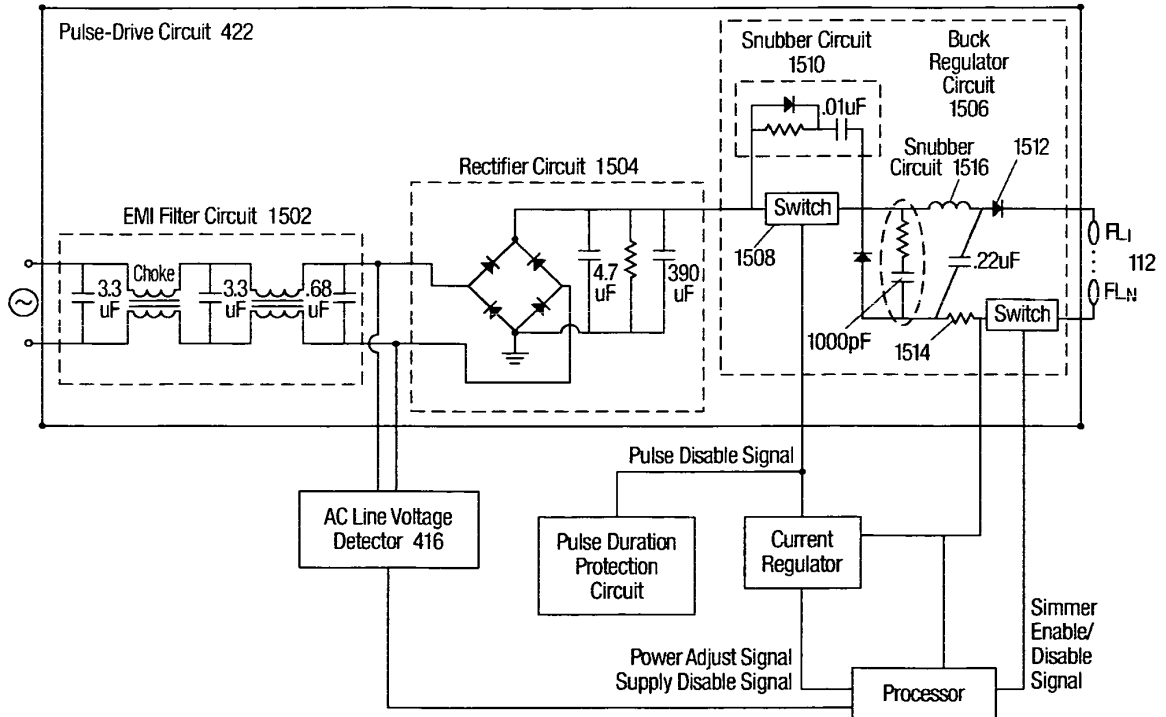 Pulse-Drive Circuit 422
Snubber Circuit
1510
Buck
Regulator
Circuit
1506
.01uF
Snubber
Circuit
1516
1512
Rectifier Circuit 1504
EMI Filter Circuit 1502
Switch
1508
Choke
3.3
uF
3.3
uF
.68
uF
4.7
uF
390
uF
.22uF
FL1
112
FLN
Switch
1000pF
1514
Pulse Disable Signal
AC Line Voltage
Detector 416
Pulse Duration
Protection
Circuit
Current
Regulator
Simmer
Enable/
Disable
Signal
Power Adjust Signal
Supply Disable Signal
Processor